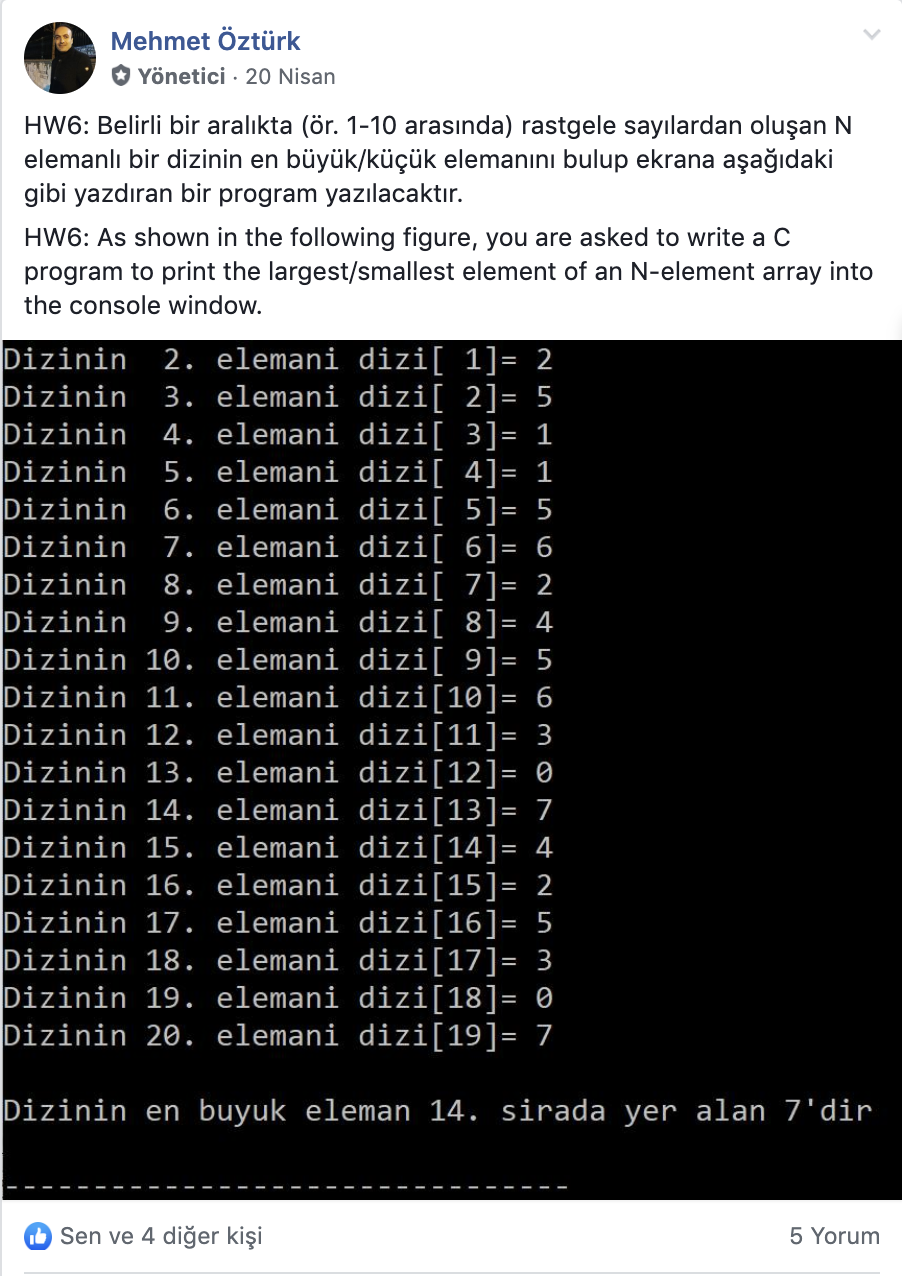 Mehmet Öztürk
Yönetici · 20 Nisan
HW6: Belirli bir aralıkta (ör. 1-10 arasında) rastgele sayılardan oluşan N
elemanlı bir dizinin en büyük/küçük elemanını bulup ekrana aşağıdaki
gibi yazdıran bir program yazılacaktır.
HW6: As shown in the following figure, you are asked to write a C
program to print the largest/smallest element of an N-element array into
the console window.
Dizinin  2. elemani dizi[ 1]= 2
Dizinin  3. elemani dizi[ 2]= 5
Dizinin  4. elemani dizi[ 3]= 1
Dizinin  5. elemani dizi[ 4]= 1
Dizinin  6. elemani dizi[ 5]= 5
Dizinin  7. elemani dizi[ 6]= 6
Dizinin  8. elemani dizi[ 7]= 2
Dizinin  9. elemani dizi[ 8]= 4
Dizinin 10. elemani dizi[ 9]= 5
Dizinin 11. elemani dizi[10]= 6
Dizinin 12. elemani dizi[11]= 3
Dizinin 13. elemani dizi[12]= 0
Dizinin 14. elemani dizi[13]= 7
Dizinin 15. elemani dizi[14]= 4
Dizinin 16. elemani dizi[15]= 2
Dizinin 17. elemani dizi[16]= 5
Dizinin 18. elemani dizi[17]= 3
Dizinin 19. elemani dizi[18]= 0
Dizinin 20. elemani dizi[19]= 7
Dizinin en buyuk eleman 14. sirada yer alan 7'dir
--------------------------------
Sen ve 4 diğer kişi
5 Yorum